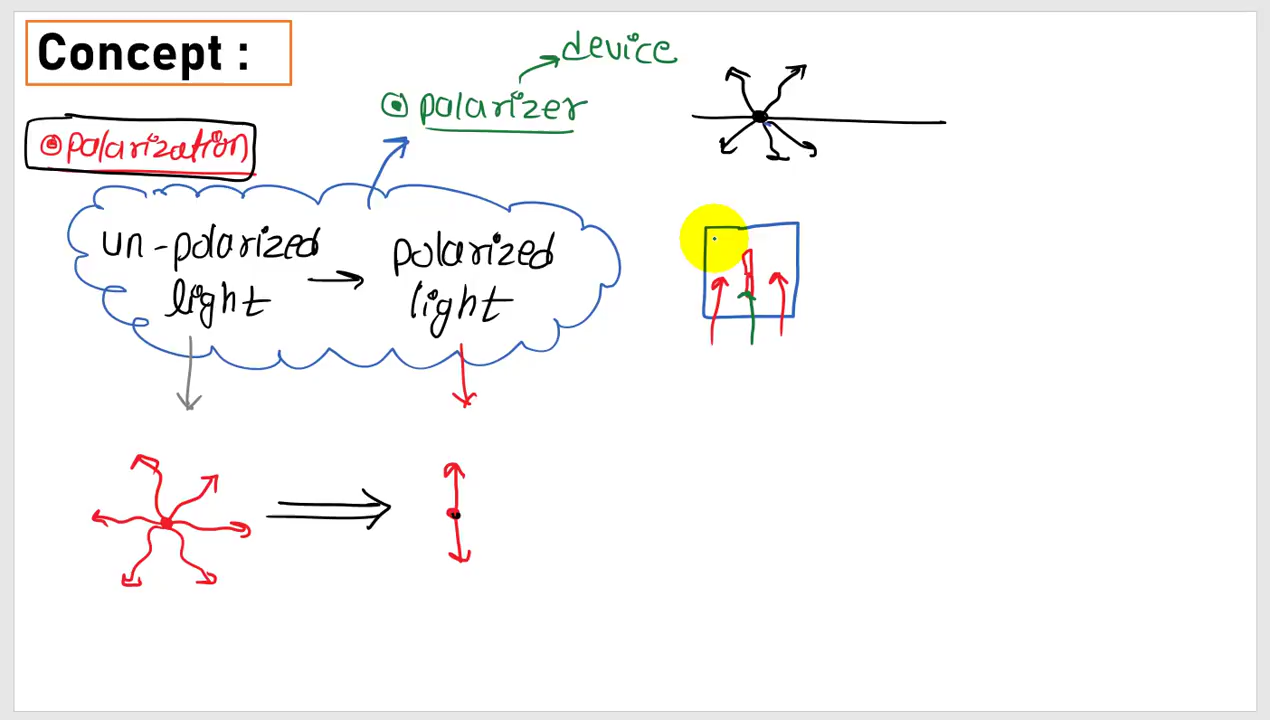 Concept :
device
polarizer
polarization
un-polarized
light
polarized
light